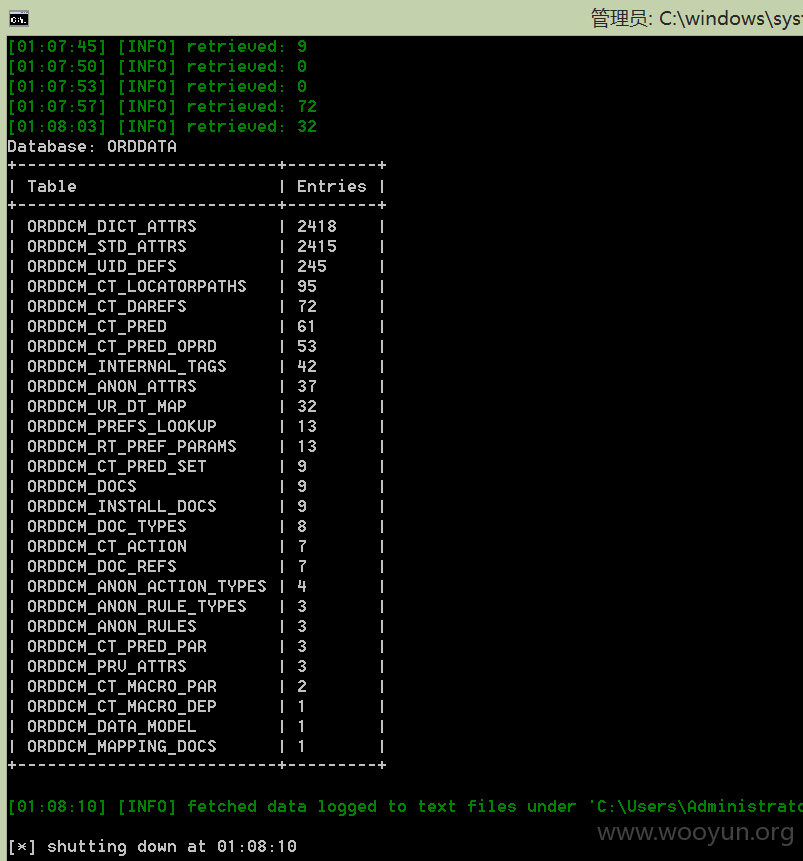 管理员: C:\windows\sys
[01:07:45] [INFO] retrieved: 9
[01:07:50] [INFO] retrieved: 0
[01:07:53] [INFO] retrieved: 0
[01:07:57] [INFO] retrieved: 72
[01:08:03] [INFO] retrieved: 32
Database: ORDDATA
+--------------------------+---------+
| Table | Entries |
+--------------------------+---------+
| ORDDCM_DICT_ATTRS | 2418 |
| ORDDCM_STD_ATTRS | 2415 |
| ORDDCM_UID_DEFS | 245 |
| ORDDCM_CT_LOCATORPATHS | 95 |
| ORDDCM_CT_DAREFS | 72 |
| ORDDCM_CT_PRED | 61 |
| ORDDCM_CT_PRED_OPRD | 53 |
| ORDDCM_INTERNAL_TAGS | 42 |
| ORDDCM_ANON_ATTRS | 37 |
| ORDDCM_VR_DT_MAP | 32 |
| ORDDCM_PREFS_LOOKUP | 13 |
| ORDDCM_RT_PREF_PARAMS | 13 |
| ORDDCM_CT_PRED_SET | 9 |
| ORDDCM_DOCS | 9 |
| ORDDCM_INSTALL_DOCS | 9 |
| ORDDCM_DOC_TYPES | 8 |
| ORDDCM_CT_ACTION | 7 |
| ORDDCM_DOC_REFS | 7 |
| ORDDCM_ANON_ACTION_TYPES | 4 |
| ORDDCM_ANON_RULE_TYPES | 3 |
| ORDDCM_ANON_RULES | 3 |
| ORDDCM_CT_PRED_PAR | 3 |
| ORDDCM_PRV_ATTRS | 3 |
| ORDDCM_CT_MACRO_PAR | 2 |
| ORDDCM_CT_MACRO_DEP | 1 |
| ORDDCM_DATA_MODEL | 1 |
| ORDDCM_MAPPING_DOCS | 1 |
+--------------------------+---------+
[01:08:10] [INFO] fetched data logged to text files under 'C:\Users\Administrato
www.wooyun.org
[*] shutting down at 01:08:10